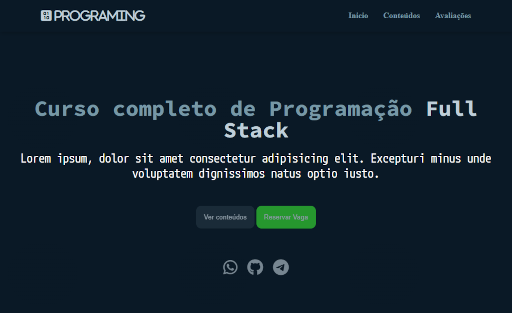 PROGRAMING
Início Conteúdos Avaliações
Curso completo de Programação Full
Stack
Lorem ipsum, dolor sit amet consectetur adipisicing elit. Excepturi minus unde
voluptatem dignissimos natus optio iusto.
Ver conteúdos Reservar Vaga